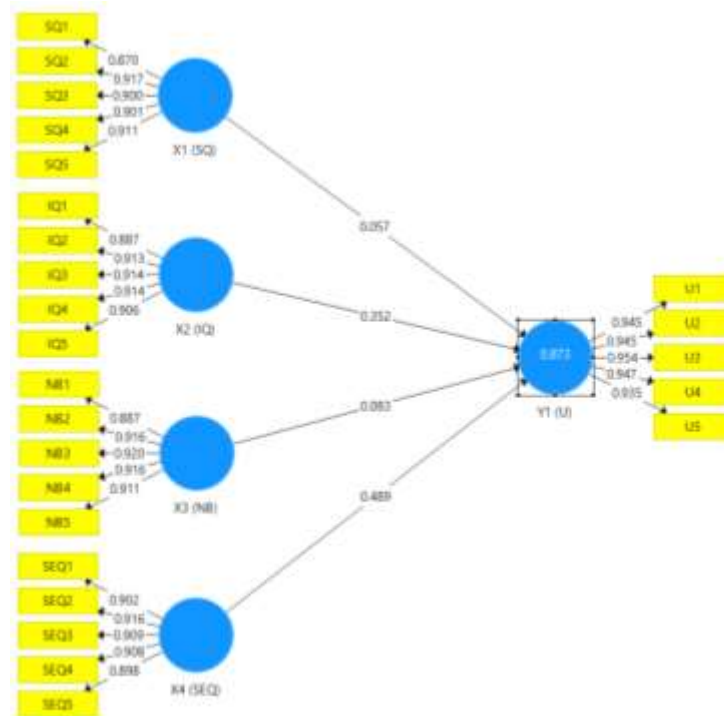 SQ1
SQ2
SQ3
SQ4
SQ5
0.870
0.917
0.900
0.901
0.911
X1 (SQ)
0.057
IQ1
IQ2
IQ3
IQ4
IQ5
0.887
0.913
0.914
0.914
0.906
X2 (IQ)
0.352
NB1
NB2
NB3
NB4
NB5
0.887
0.916
0.920
0.916
0.911
X3 (NB)
0.083
SEQ1
SEQ2
SEQ3
SEQ4
SEQ5
0.902
0.916
0.909
0.908
0.898
X4 (SEQ)
0.489
0.873
Y1 (U)
0.945
0.945
0.954
0.947
0.935
U1
U2
U3
U4
U5